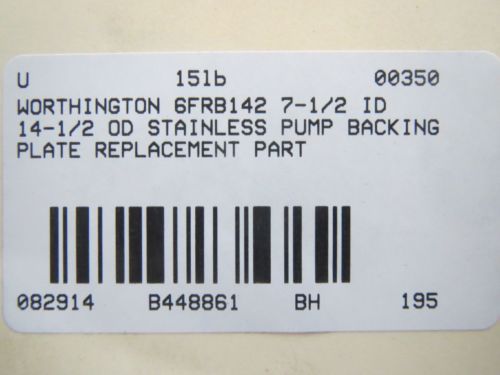 U 15lb 00350
WORTHINGTON 6FRB142 7-1/2 ID
14-1/2 OD STAINLESS PUMP BACKING
PLATE REPLACEMENT PART
082914 B448861 BH 195